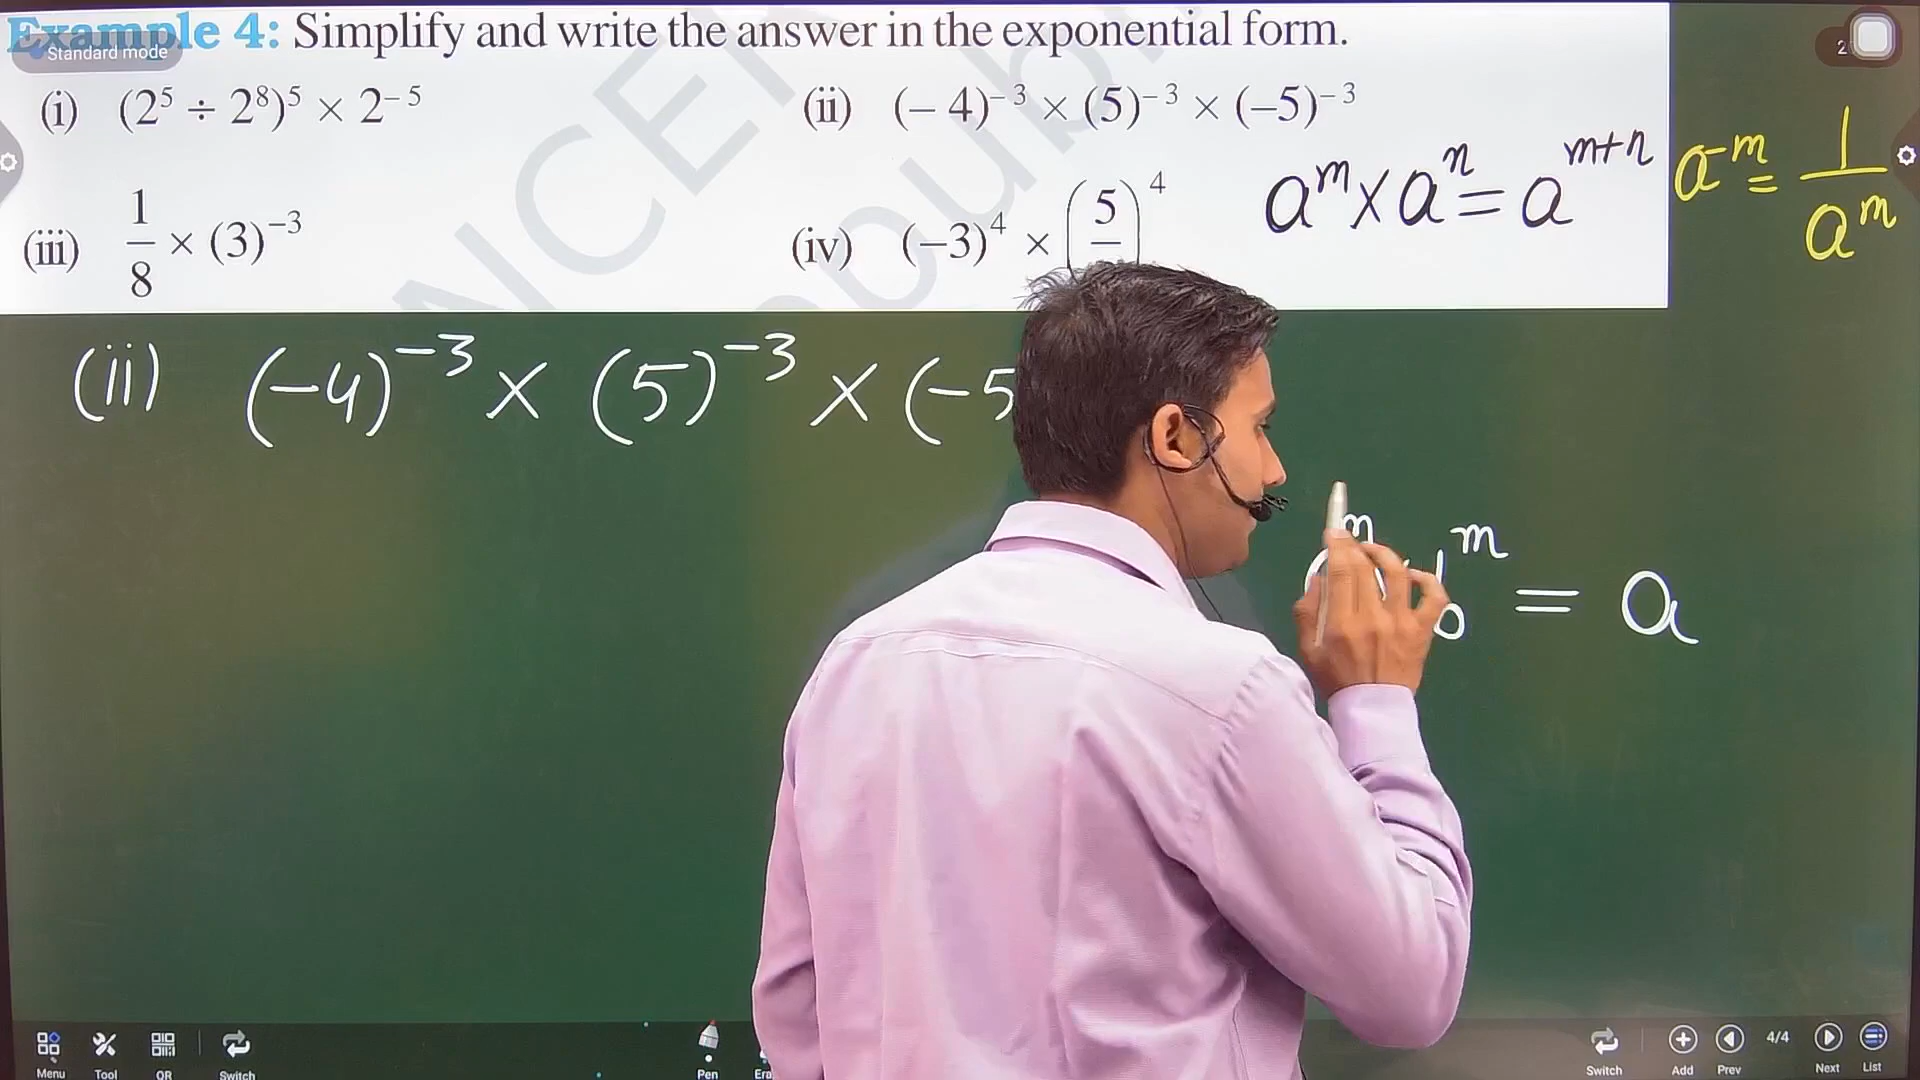 Example 4: Simplify and write the answer in the exponential form.
Standard mode
(i) (2⁵ ÷ 2⁸)⁵ × 2⁻⁵
(ii) (– 4)⁻³ × (5)⁻³ × (–5)⁻³
aᵐ × aⁿ = aᵐ⁺ⁿ
a⁻ᵐ = 1/aᵐ
(iii) 1/8 × (3)⁻³
(iv) (–3)⁴ × (5/ )⁴
(ii) (-4)⁻³ × (5)⁻³ × (-5
m bᵐ = a
Menu Tool QR Switch Pen Switch Add Prev 4/4 Next List